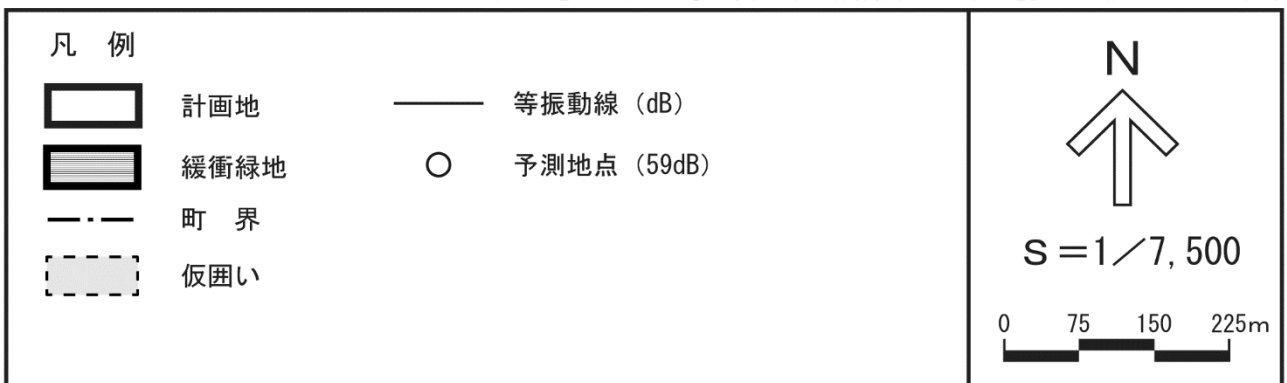 凡 例
計画地
緩衝緑地
町 界
仮囲い
等振動線（dB）
予測地点（59dB）
N
S＝1／7,500
0 75 150 225m